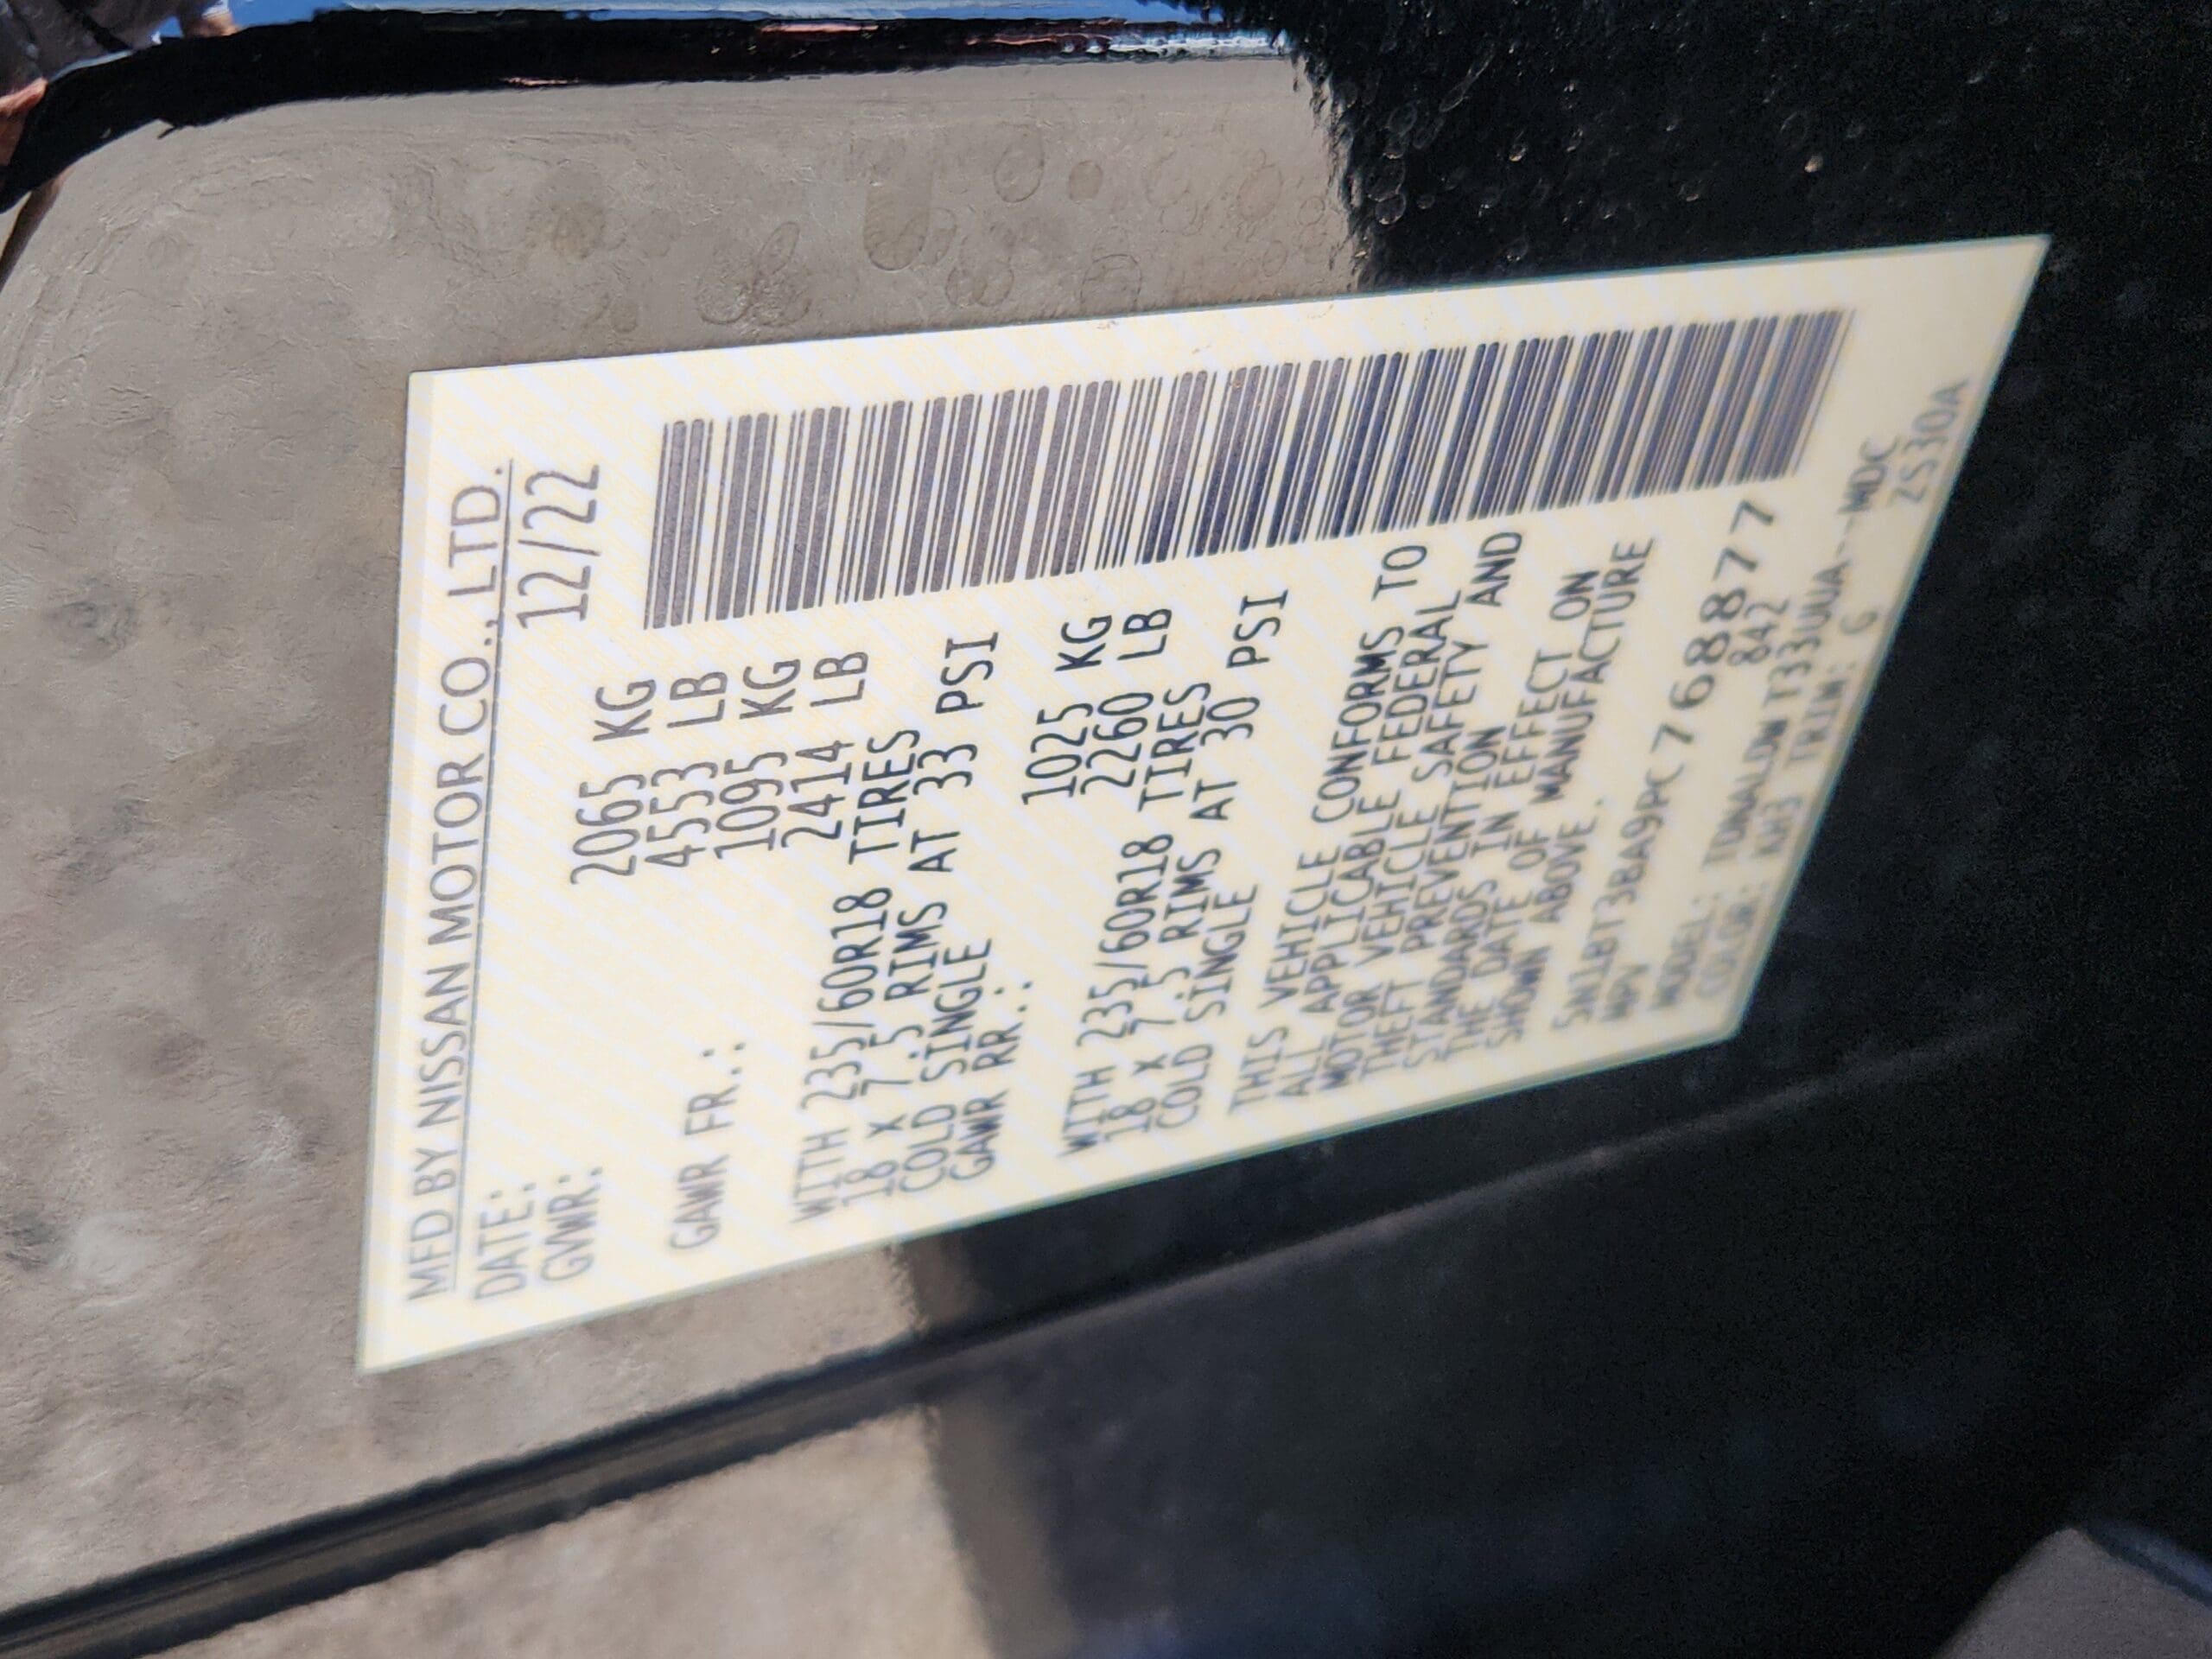 MFD BY NISSAN MOTOR CO., LTD.
DATE: 12/22
GVWR: 2065 KG
4553 LB
GAWR FR.: 1095 KG
2414 LB
WITH 235/60R18 TIRES
18 x 7.5 RIMS AT 33 PSI
COLD SINGLE
GAWR RR.: 1025 KG
2260 LB
WITH 235/60R18 TIRES
18 x 7.5 RIMS AT 30 PSI
COLD SINGLE
THIS VEHICLE CONFORMS TO
ALL APPLICABLE FEDERAL
MOTOR VEHICLE SAFETY AND
THEFT PREVENTION
STANDARDS IN EFFECT ON
THE DATE OF MANUFACTURE
SHOWN ABOVE.
5N1BT3BA9PC768877
MPV 842
MODEL:
COLOR: KH3 TRIM: G
ZS30A